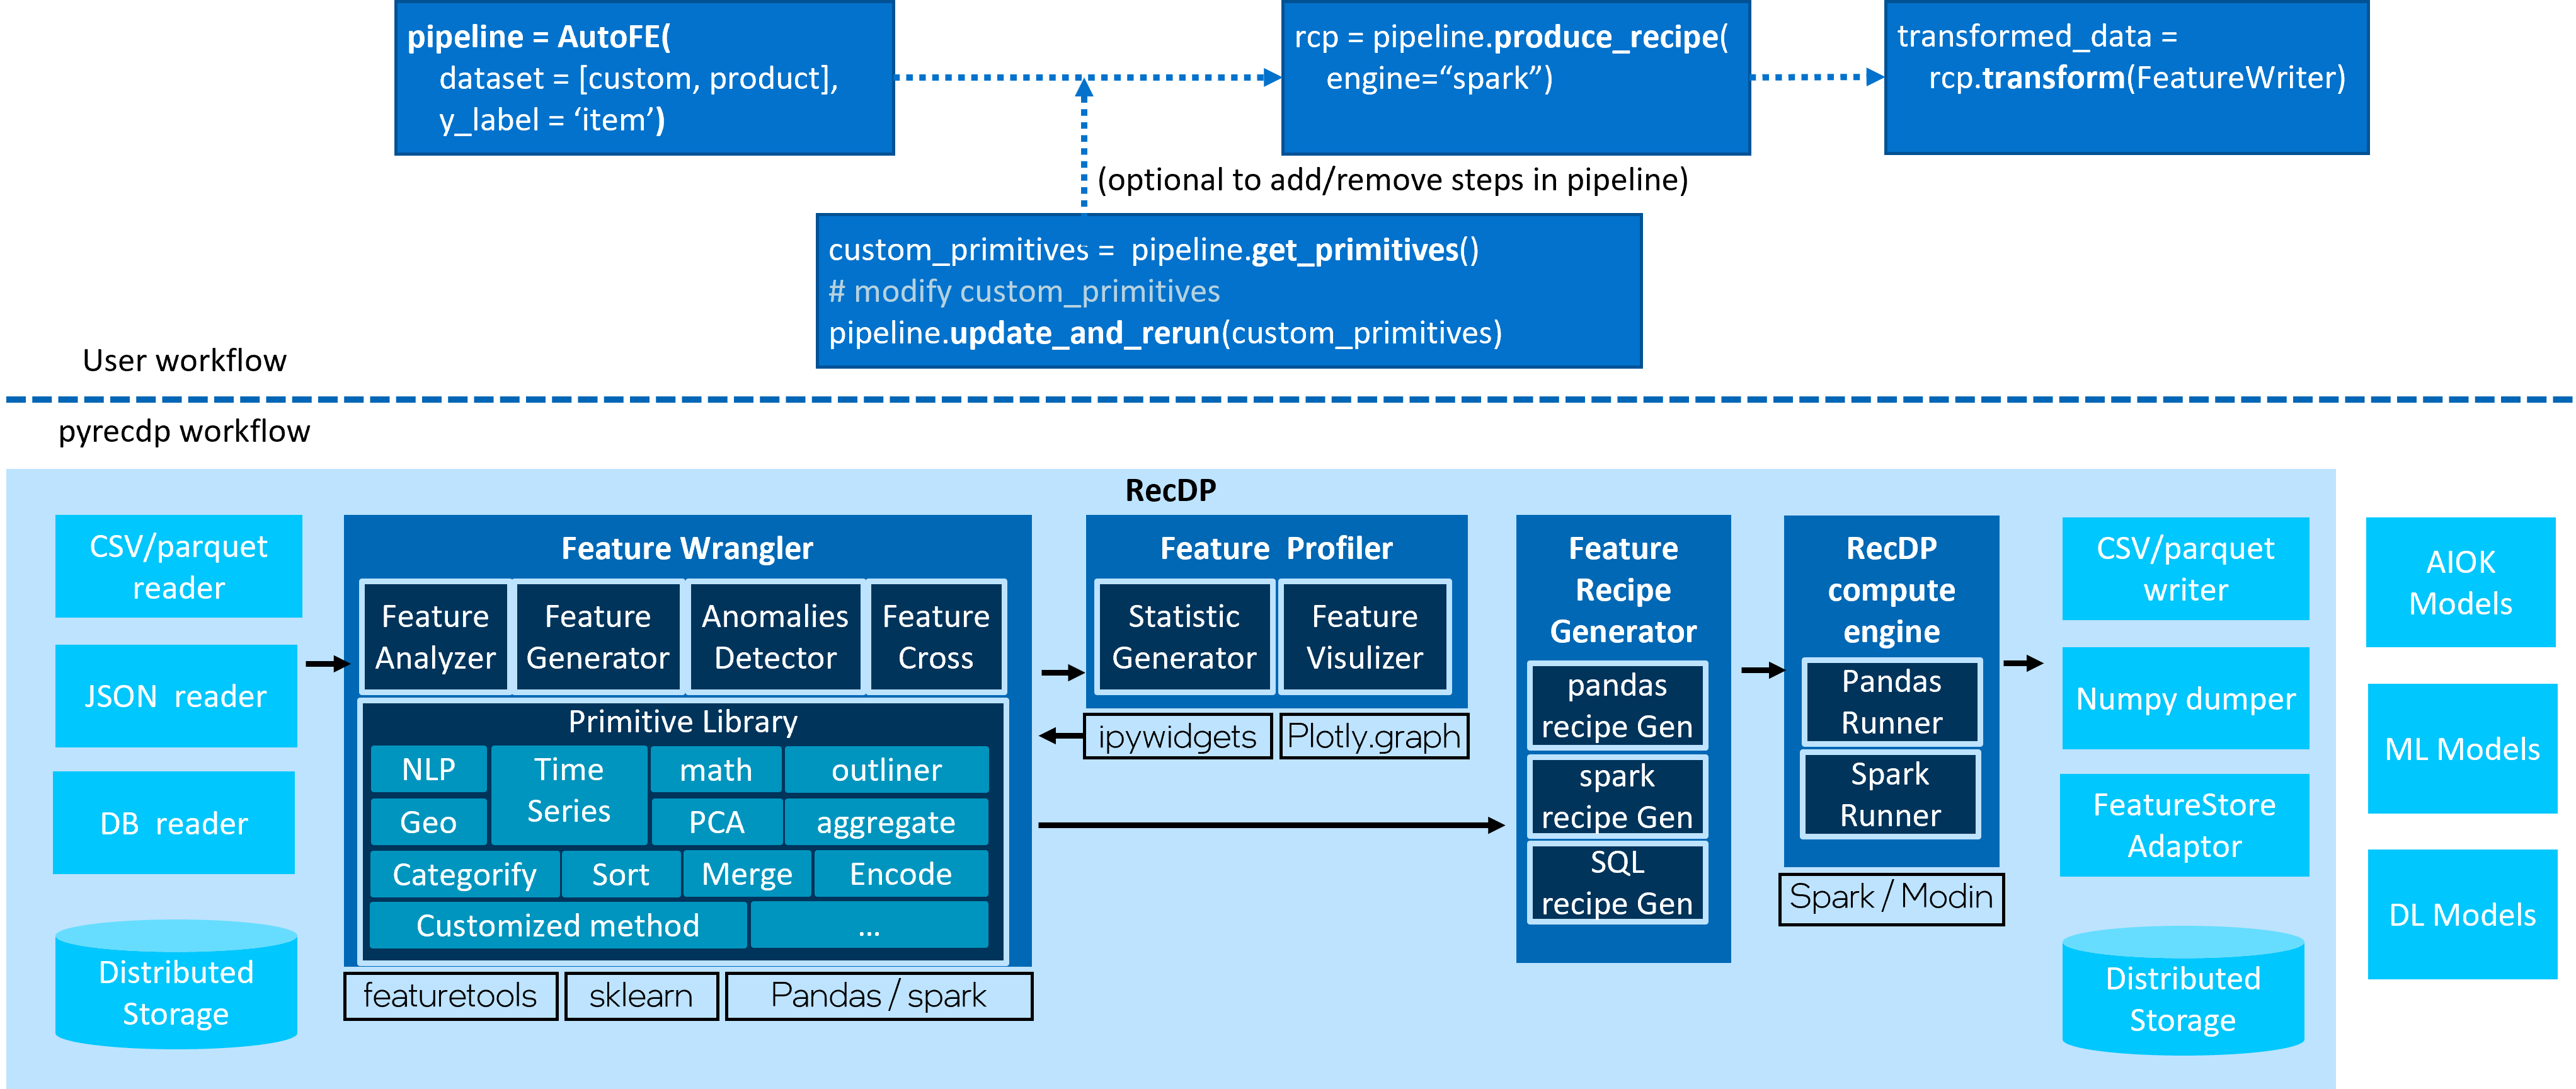 pipeline = AutoFE(
dataset = [custom, product],
y_label = ‘item’)
rcp = pipeline.produce_recipe(
engine=“spark”)
transformed_data =
rcp.transform(FeatureWriter)
(optional to add/remove steps in pipeline)
custom_primitives = pipeline.get_primitives()
# modify custom_primitives
pipeline.update_and_rerun(custom_primitives)
User workflow
pyrecdp workflow
RecDP
CSV/parquet
reader
JSON reader
DB reader
Distributed
Storage
Feature Wrangler
Feature
Analyzer
Feature
Generator
Anomalies
Detector
Feature
Cross
Primitive Library
NLP
Time
Series
math
outliner
Geo
PCA
aggregate
Categorify
Sort
Merge
Encode
Customized method
...
featuretools
sklearn
Pandas / spark
Feature Profiler
Statistic
Generator
Feature
Visulizer
ipywidgets
Plotly.graph
Feature
Recipe
Generator
pandas
recipe Gen
spark
recipe Gen
SQL
recipe Gen
RecDP
compute
engine
Pandas
Runner
Spark
Runner
Spark / Modin
CSV/parquet
writer
Numpy dumper
FeatureStore
Adaptor
Distributed
Storage
AIOK
Models
ML Models
DL Models